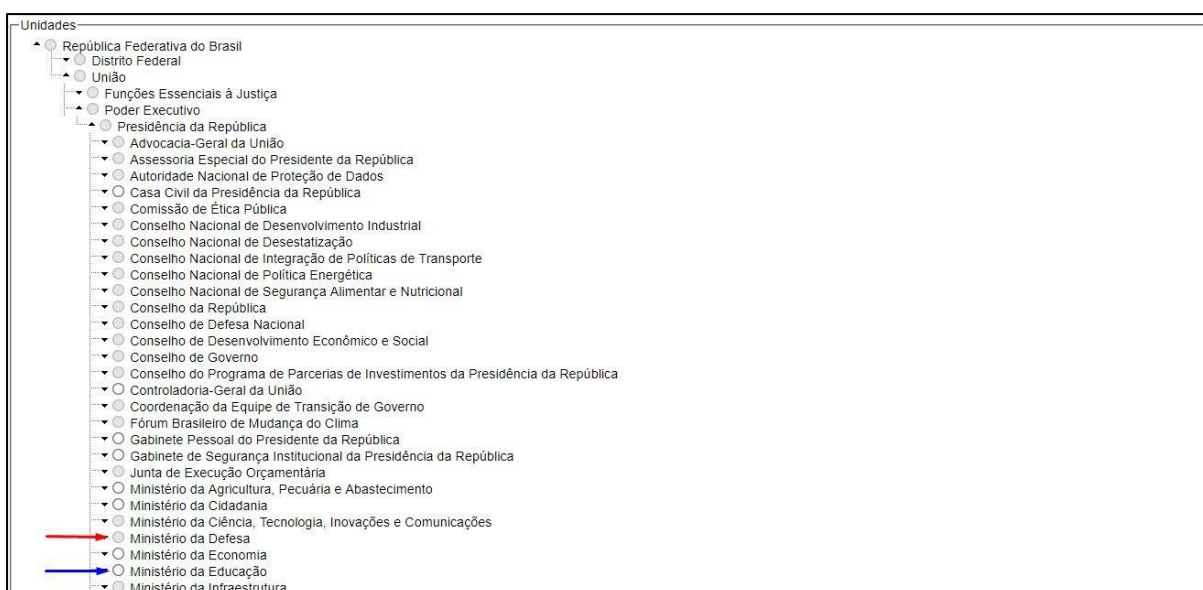 Unidades
República Federativa do Brasil
Distrito Federal
União
Funções Essenciais à Justiça
Poder Executivo
Presidência da República
Advocacia-Geral da União
Assessoria Especial do Presidente da República
Autoridade Nacional de Proteção de Dados
Casa Civil da Presidência da República
Comissão de Ética Pública
Conselho Nacional de Desenvolvimento Industrial
Conselho Nacional de Desestatização
Conselho Nacional de Integração de Políticas de Transporte
Conselho Nacional de Política Energética
Conselho Nacional de Segurança Alimentar e Nutricional
Conselho da República
Conselho de Defesa Nacional
Conselho de Desenvolvimento Econômico e Social
Conselho de Governo
Conselho do Programa de Parcerias de Investimentos da Presidência da República
Controladoria-Geral da União
Coordenação da Equipe de Transição de Governo
Fórum Brasileiro de Mudança do Clima
Gabinete Pessoal do Presidente da República
Gabinete de Segurança Institucional da Presidência da República
Junta de Execução Orçamentária
Ministério da Agricultura, Pecuária e Abastecimento
Ministério da Cidadania
Ministério da Ciência, Tecnologia, Inovações e Comunicações
Ministério da Defesa
Ministério da Economia
Ministério da Educação
Ministério da Infraestrutura